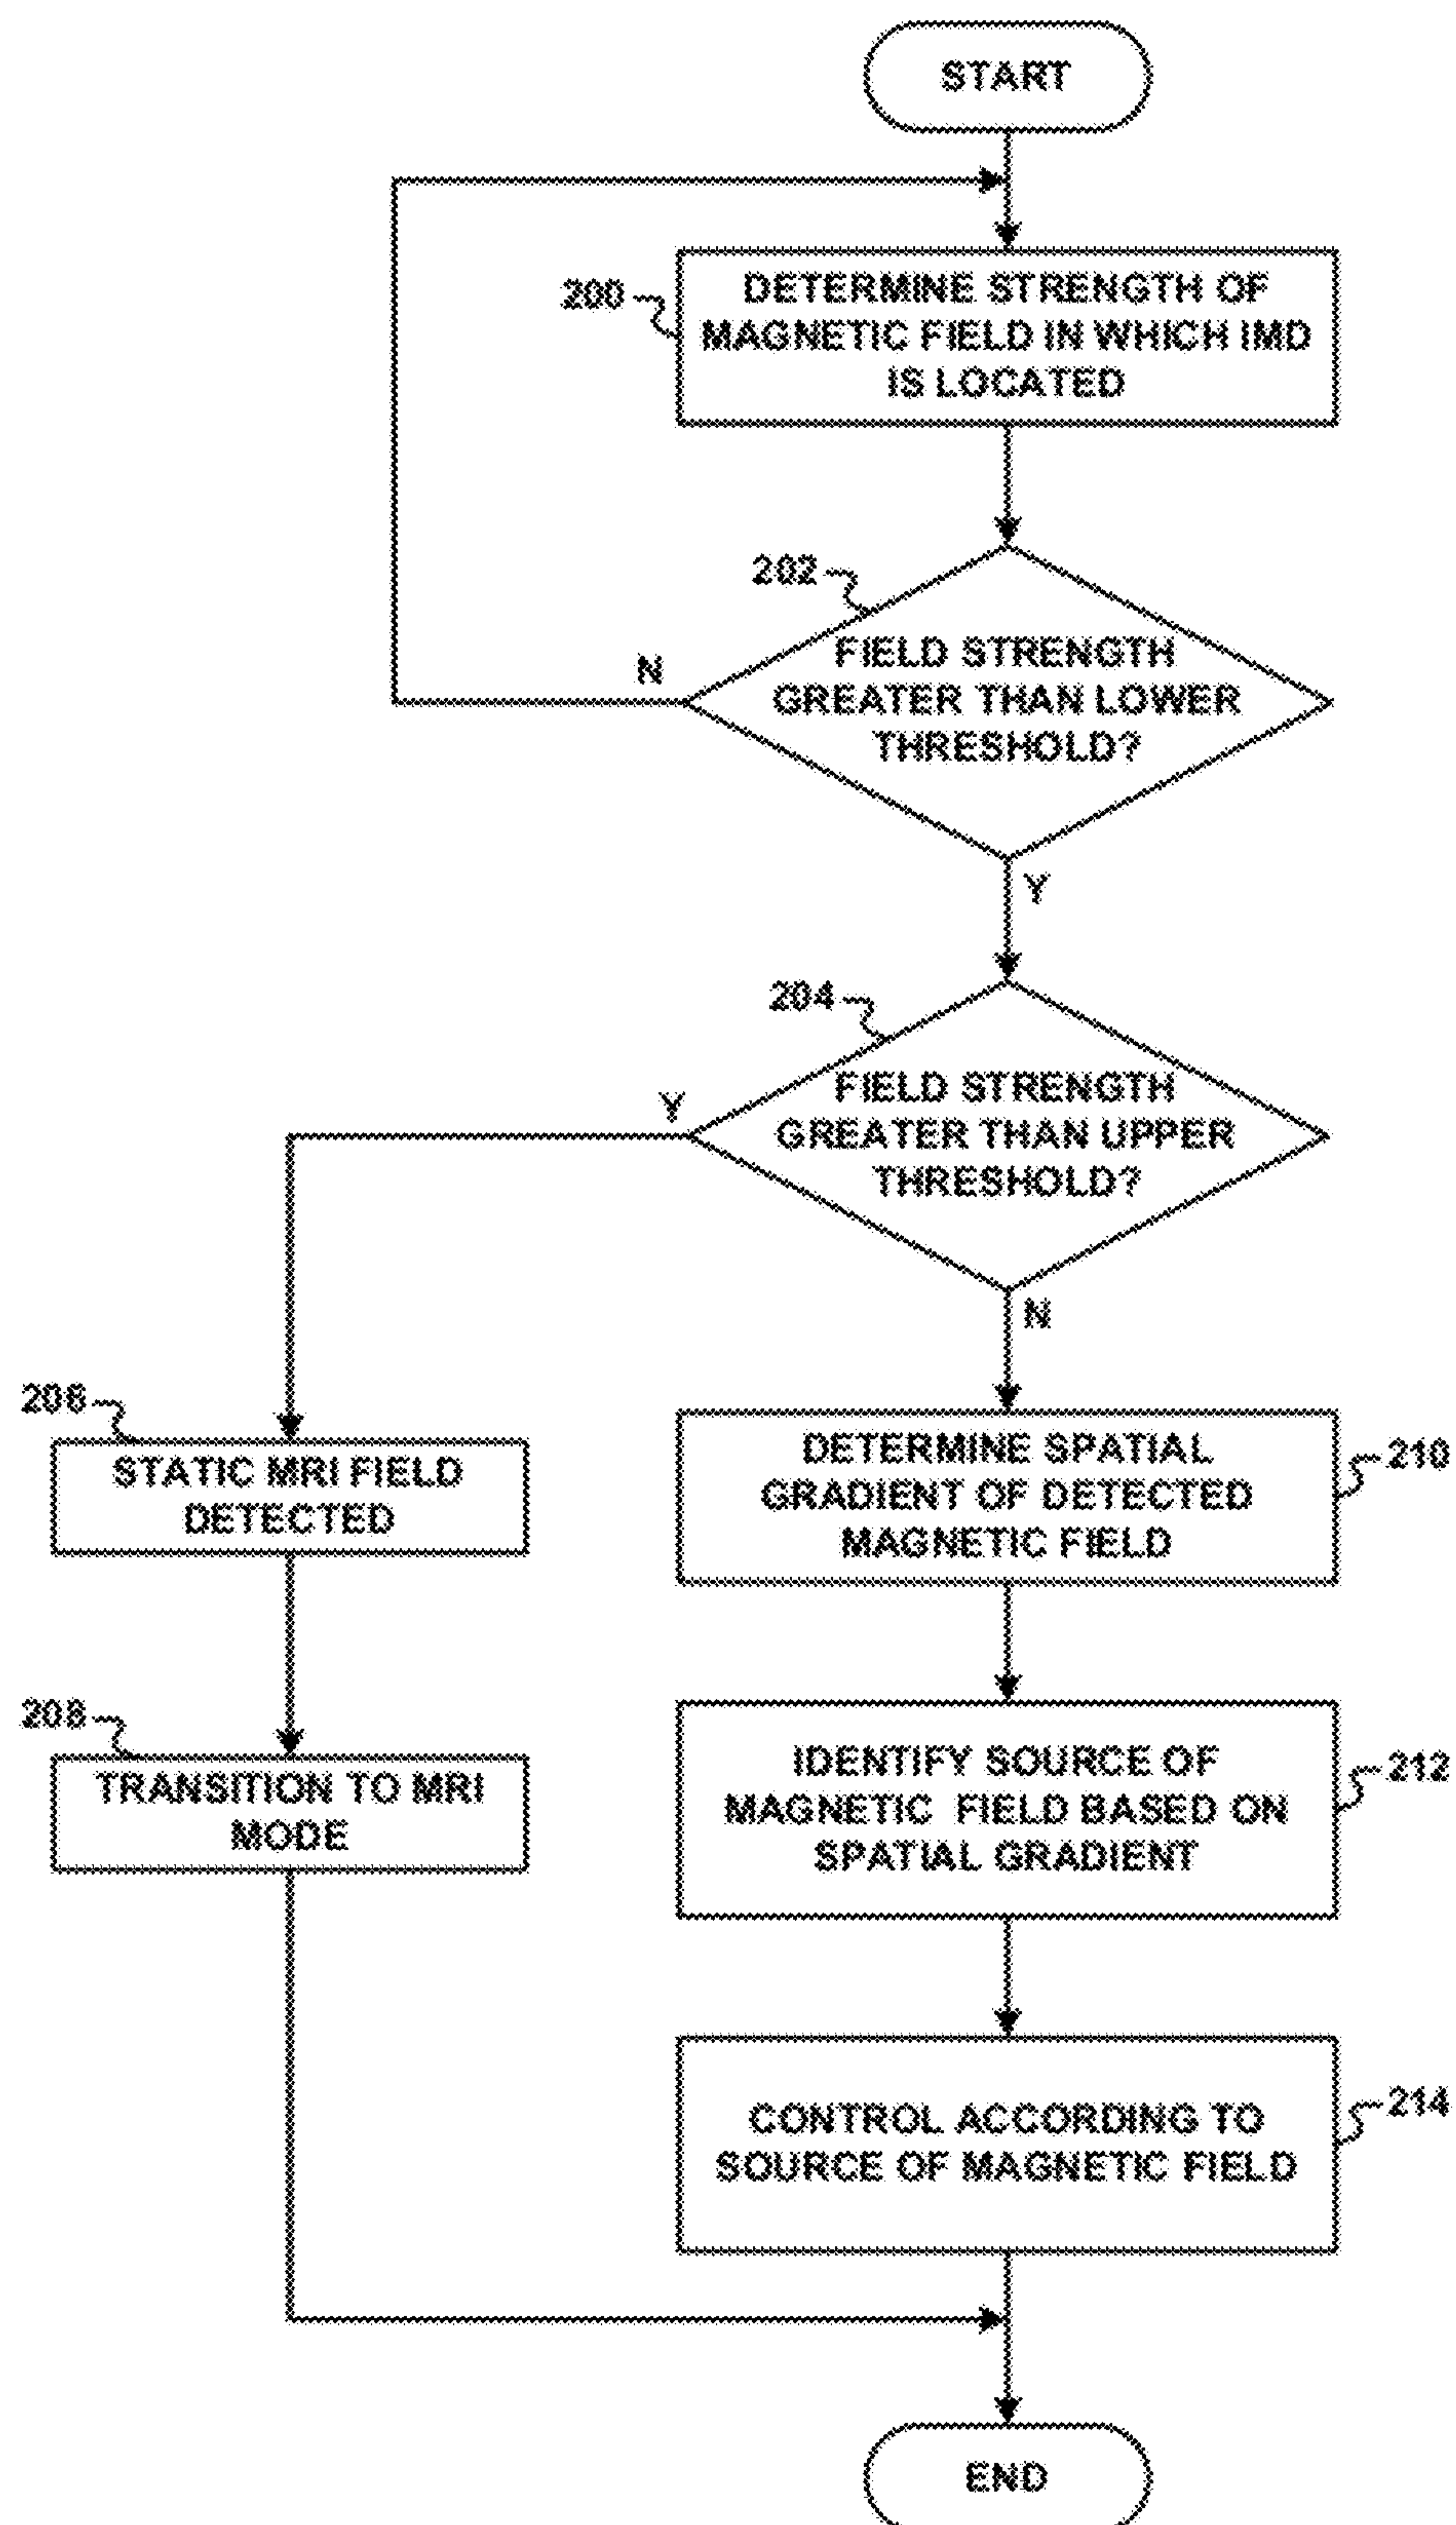 START
200
DETERMINE STRENGTH OF
MAGNETIC FIELD IN WHICH IMD
IS LOCATED
202
FIELD STRENGTH
GREATER THAN LOWER
THRESHOLD?
N
Y
204
FIELD STRENGTH
GREATER THAN UPPER
THRESHOLD?
Y
N
206
STATIC MRI FIELD
DETECTED
208
TRANSITION TO MRI
MODE
DETERMINE SPATIAL
GRADIENT OF DETECTED
MAGNETIC FIELD
210
IDENTIFY SOURCE OF
MAGNETIC FIELD BASED ON
SPATIAL GRADIENT
212
CONTROL ACCORDING TO
SOURCE OF MAGNETIC FIELD
214
END